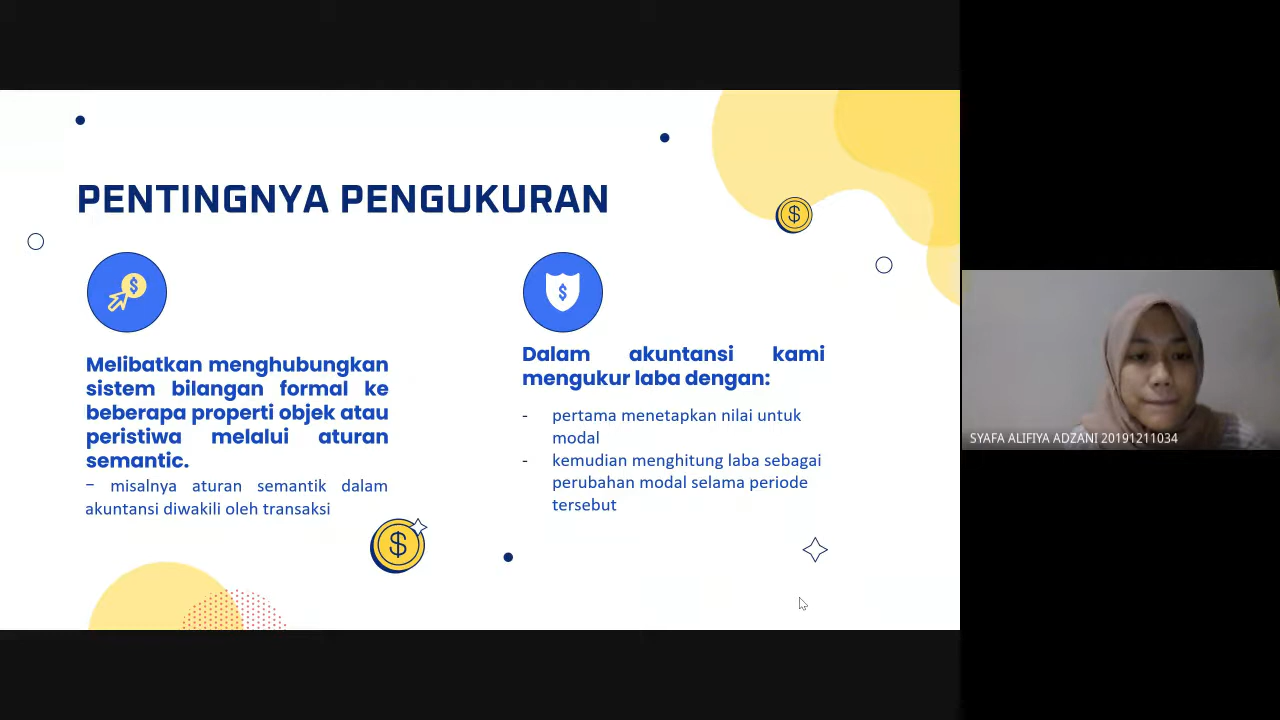 PENTINGNYA PENGUKURAN
Melibatkan menghubungkan
sistem bilangan formal ke
beberapa properti objek atau
peristiwa melalui aturan
semantic.
− misalnya aturan semantik dalam
akuntansi diwakili oleh transaksi
Dalam akuntansi kami
mengukur laba dengan:
- pertama menetapkan nilai untuk
modal
- kemudian menghitung laba sebagai
perubahan modal selama periode
tersebut
$
$
$
$
SYAFA ALIFIYA ADZANI 20191211034